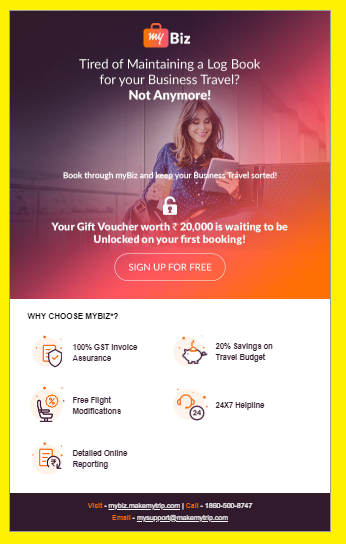 my Biz
Tired of Maintaining a Log Book
for your Business Travel?
Not Anymore!
Book through myBiz and keep your Business Travel sorted!
Your Gift Voucher worth ₹ 20,000 is waiting to be
Unlocked on your first booking!
SIGN UP FOR FREE
WHY CHOOSE MYBIZ*?
100% GST Invoice
Assurance
20% Savings on
Travel Budget
Free Flight
Modifications
24
24X7 Helpline
Detailed Online
Reporting
Visit - mybiz.makemytrip.com | Call - 1860-500-8747
Email - mysupport@makemytrip.com